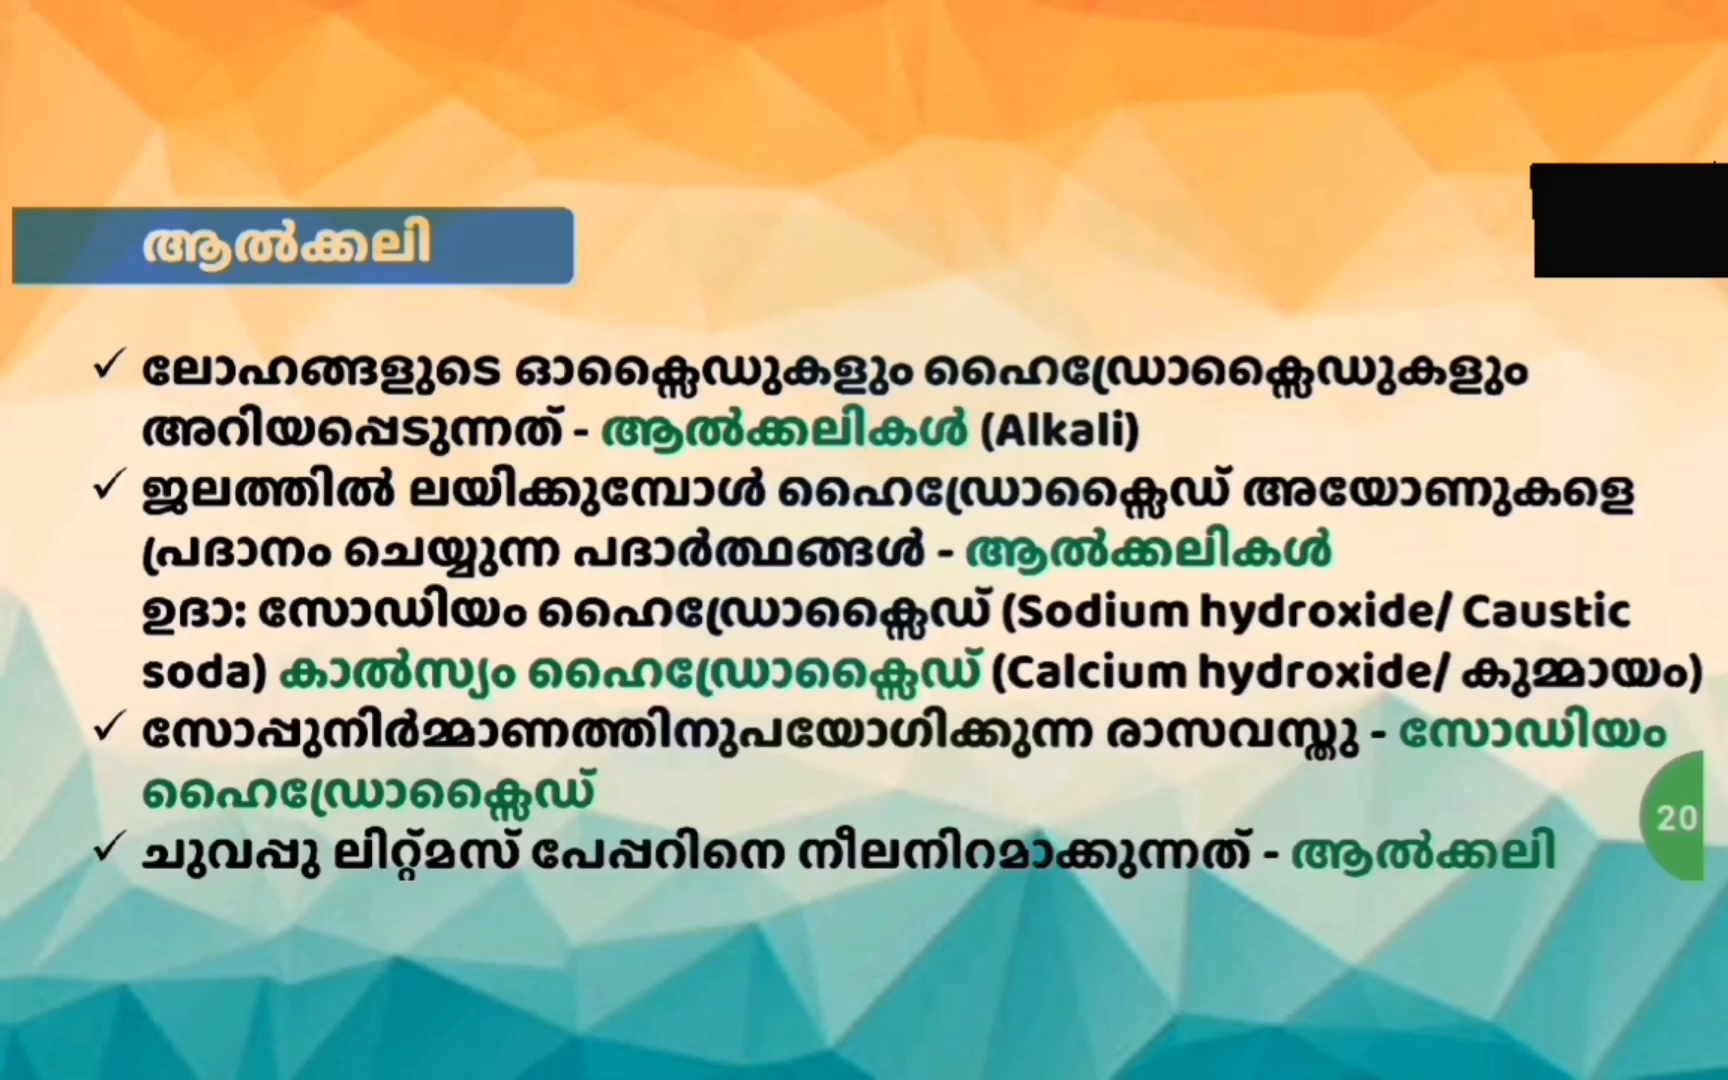 ആൽക്കലി
✓ ലോഹങ്ങളുടെ ഓക്സൈഡുകളും ഹൈഡ്രോക്സൈഡുകളും
അറിയപ്പെടുന്നത് - ആൽക്കലികൾ (Alkali)
✓ ജലത്തിൽ ലയിക്കുമ്പോൾ ഹൈഡ്രോക്സൈഡ് അയോണുകളെ
പ്രദാനം ചെയ്യുന്ന പദാർത്ഥങ്ങൾ - ആൽക്കലികൾ
ഉദാ: സോഡിയം ഹൈഡ്രോക്സൈഡ് (Sodium hydroxide/ Caustic
soda) കാൽസ്യം ഹൈഡ്രോക്സൈഡ് (Calcium hydroxide/ കുമ്മായം)
✓ സോപ്പുനിർമ്മാണത്തിനുപയോഗിക്കുന്ന രാസവസ്തു - സോഡിയം
ഹൈഡ്രോക്സൈഡ്
20
✓ ചുവപ്പു ലിറ്റ്മസ് പേപ്പറിനെ നീലനിറമാക്കുന്നത് - ആൽക്കലി